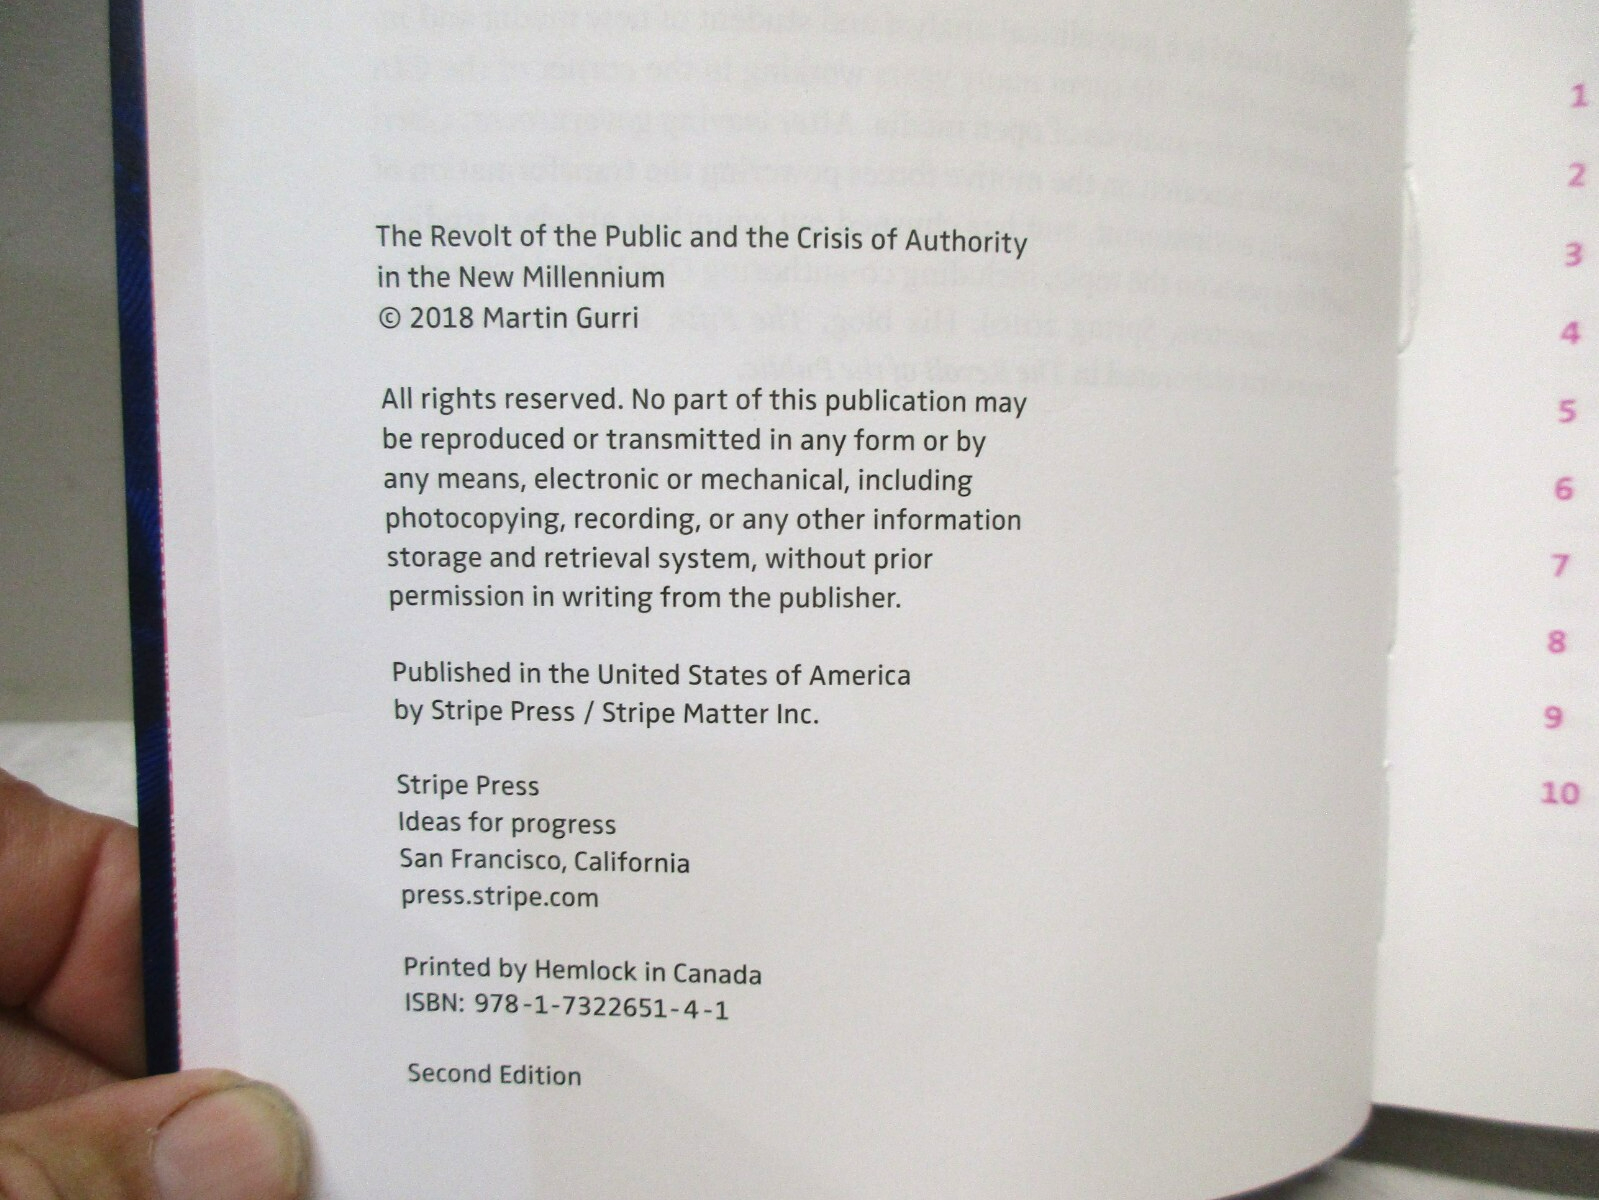 The Revolt of the Public and the Crisis of Authority
in the New Millennium
© 2018 Martin Gurri
All rights reserved. No part of this publication may
be reproduced or transmitted in any form or by
any means, electronic or mechanical, including
photocopying, recording, or any other information
storage and retrieval system, without prior
permission in writing from the publisher.
Published in the United States of America
by Stripe Press / Stripe Matter Inc.
Stripe Press
Ideas for progress
San Francisco, California
press.stripe.com
Printed by Hemlock in Canada
ISBN: 978-1-7322651-4-1
Second Edition
1
2
3
4
5
6
7
8
9
10